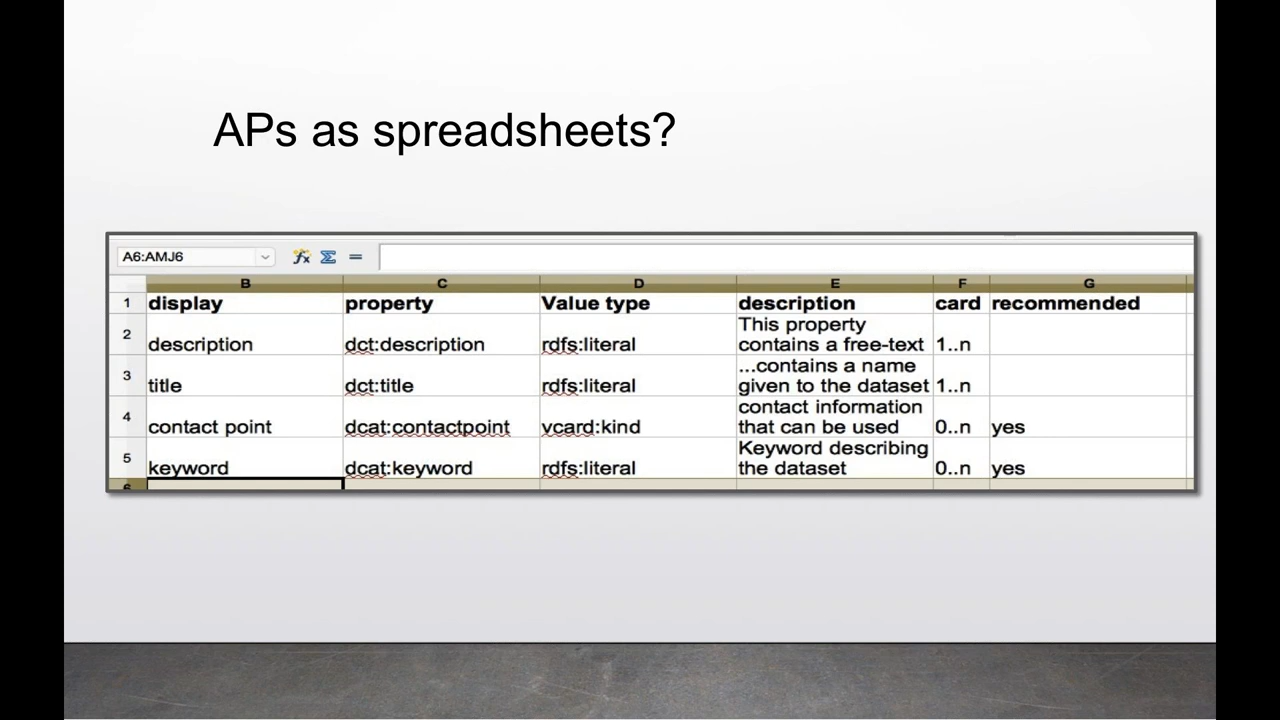 APs as spreadsheets?
A6:AMJ6 fx Σ =
B C D E F G
1 display property Value type description card recommended
2 description dct:description rdfs:literal This property contains a free-text 1..n
3 title dct:title rdfs:literal ...contains a name given to the dataset 1..n
4 contact point dcat:contactpoint vcard:kind contact information that can be used 0..n yes
5 keyword dcat:keyword rdfs:literal Keyword describing the dataset 0..n yes
6